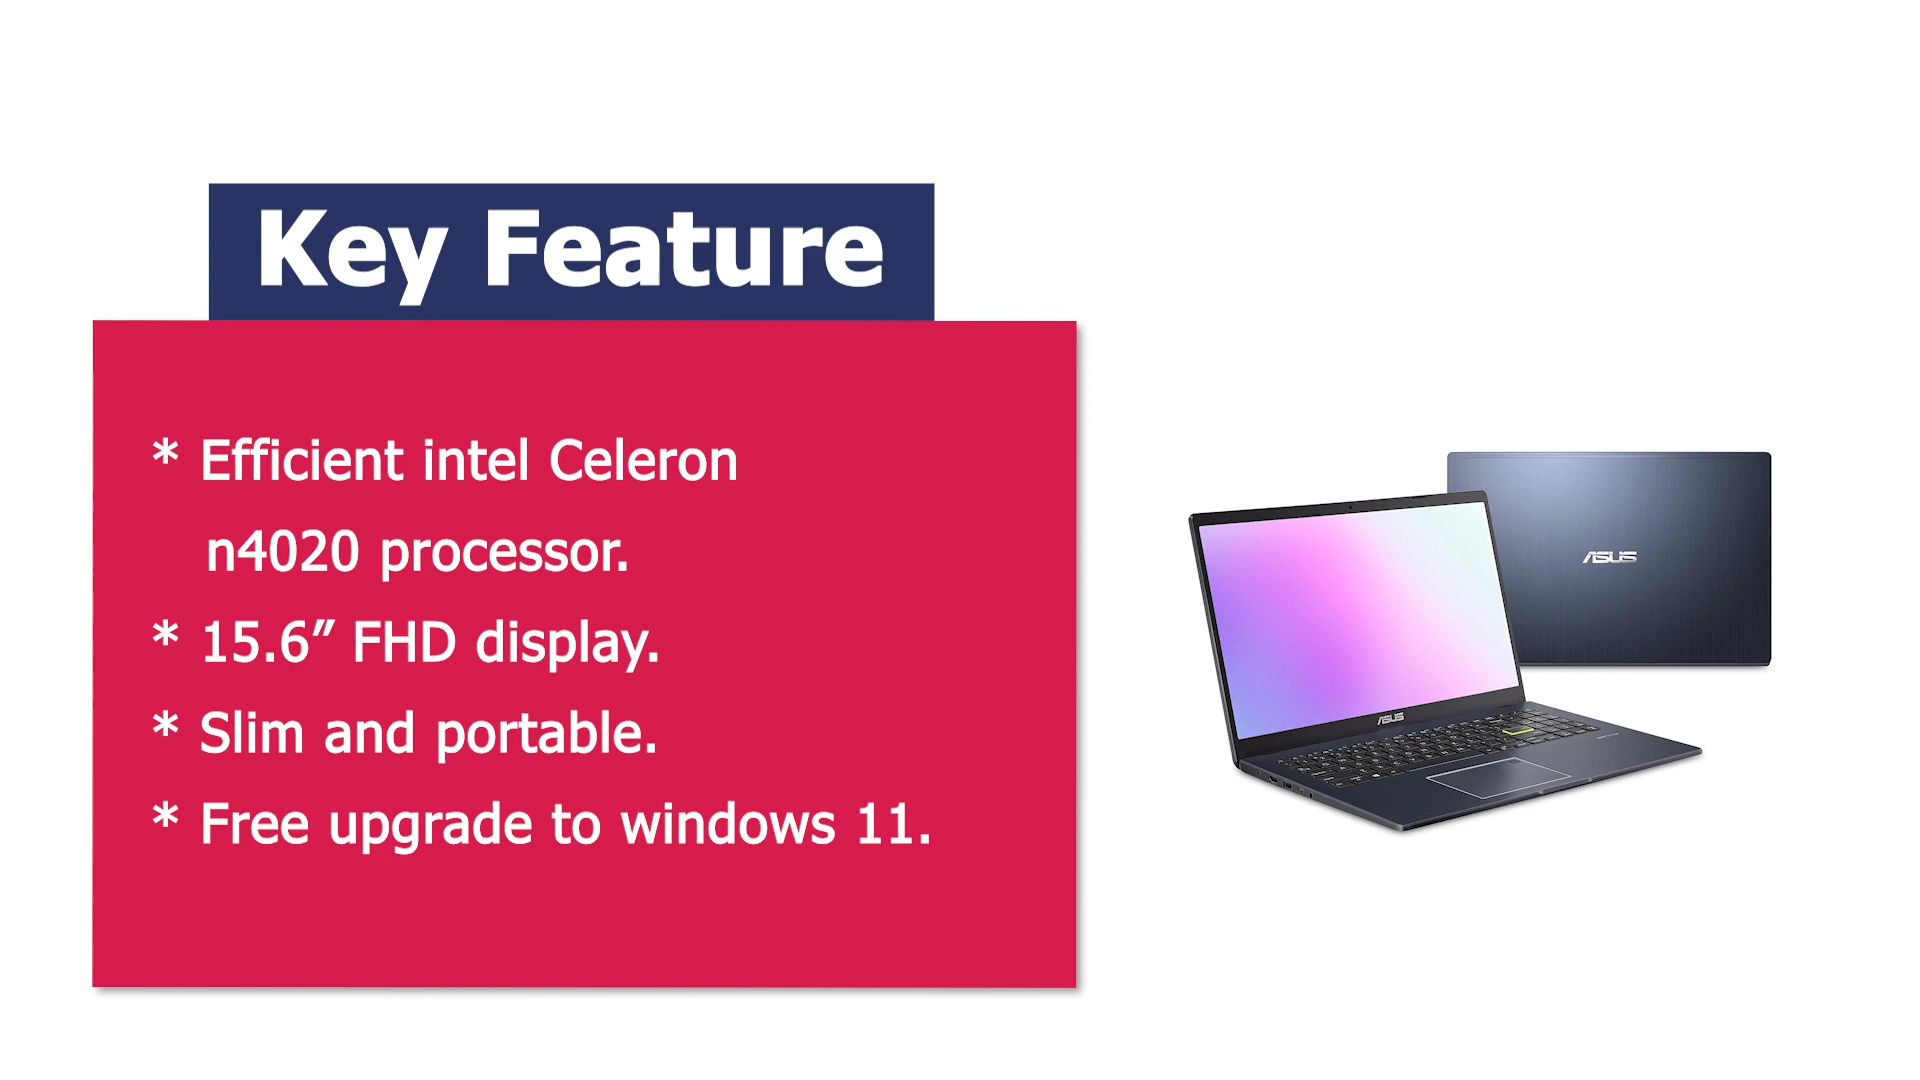 Key Feature
* Efficient intel Celeron
n4020 processor.
* 15.6” FHD display.
* Slim and portable.
* Free upgrade to windows 11.
ASUS
ASUS